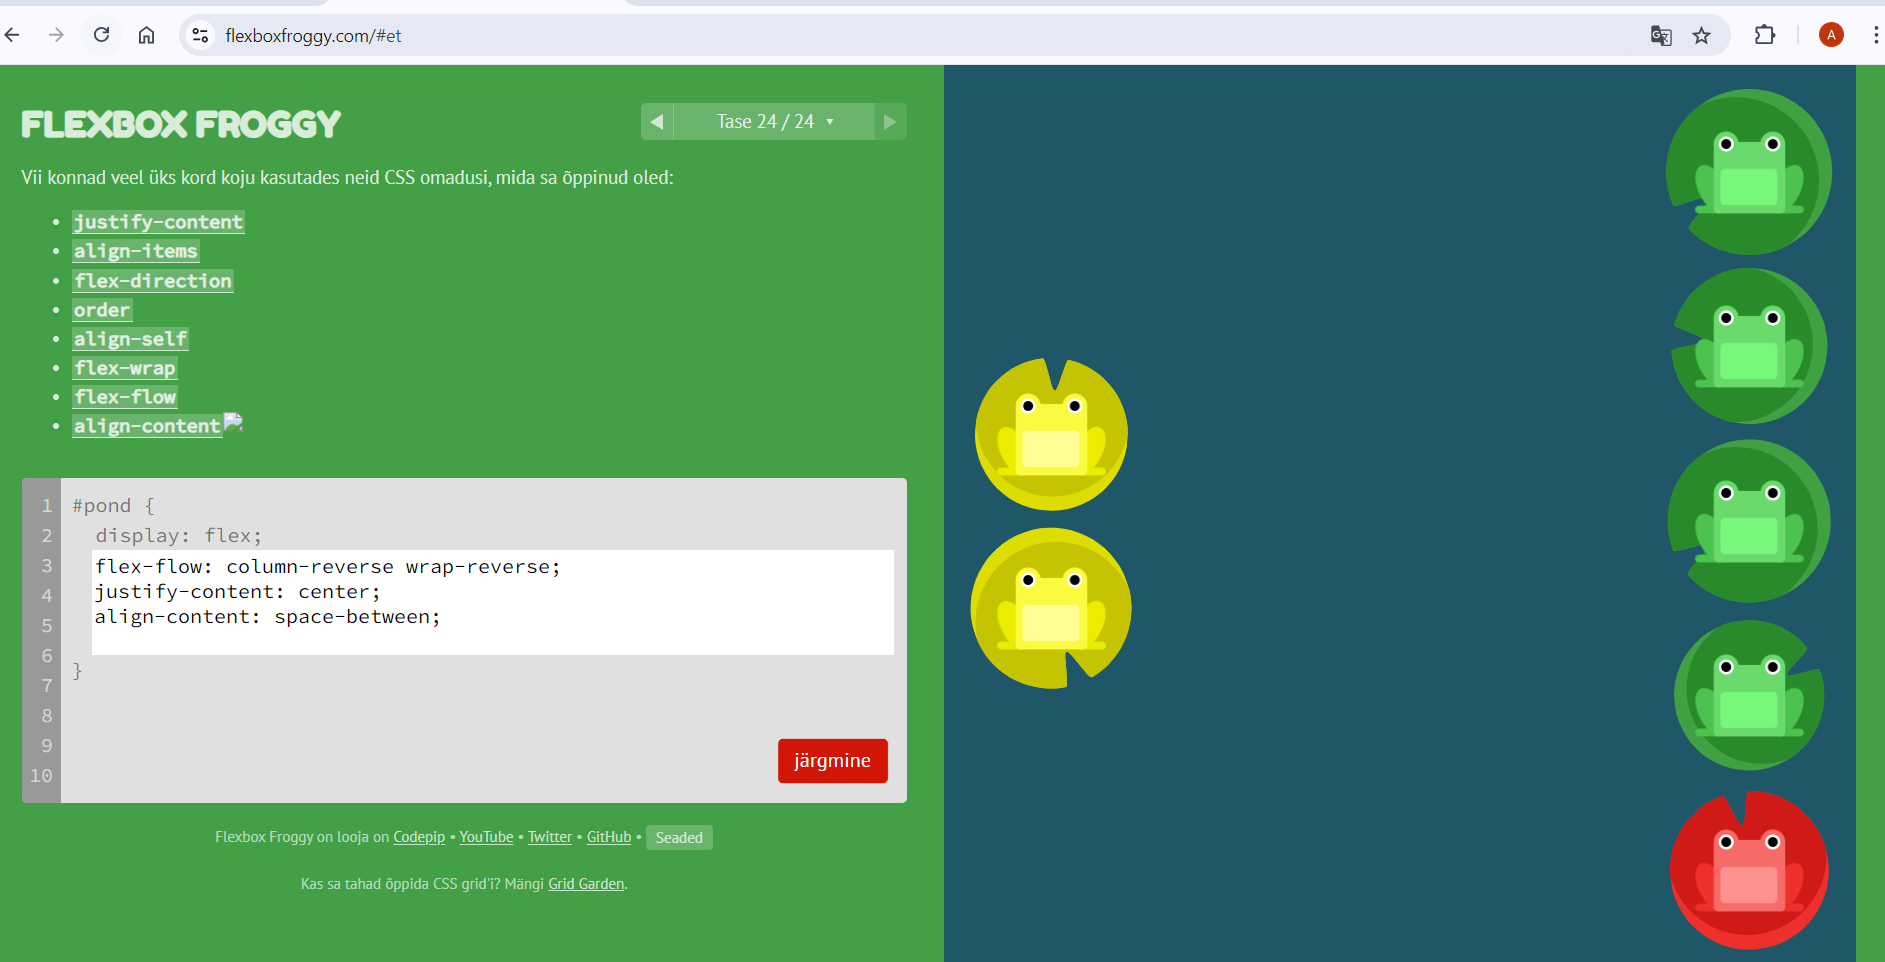 flexboxfroggy.com/#et
A
FLEXBOX FROGGY
Tase 24 / 24
Vii konnad veel üks kord koju kasutades neid CSS omadusi, mida sa õppinud oled:
justify-content
align-items
flex-direction
order
align-self
flex-wrap
flex-flow
align-content
1 #pond {
2 display: flex;
3 flex-flow: column-reverse wrap-reverse;
4 justify-content: center;
5 align-content: space-between;
6 }
7
8
9
10
järgmine
Flexbox Froggy on looja on Codepip • YouTube • Twitter • GitHub • Seaded
Kas sa tahad õppida CSS grid'i? Mängi Grid Garden.